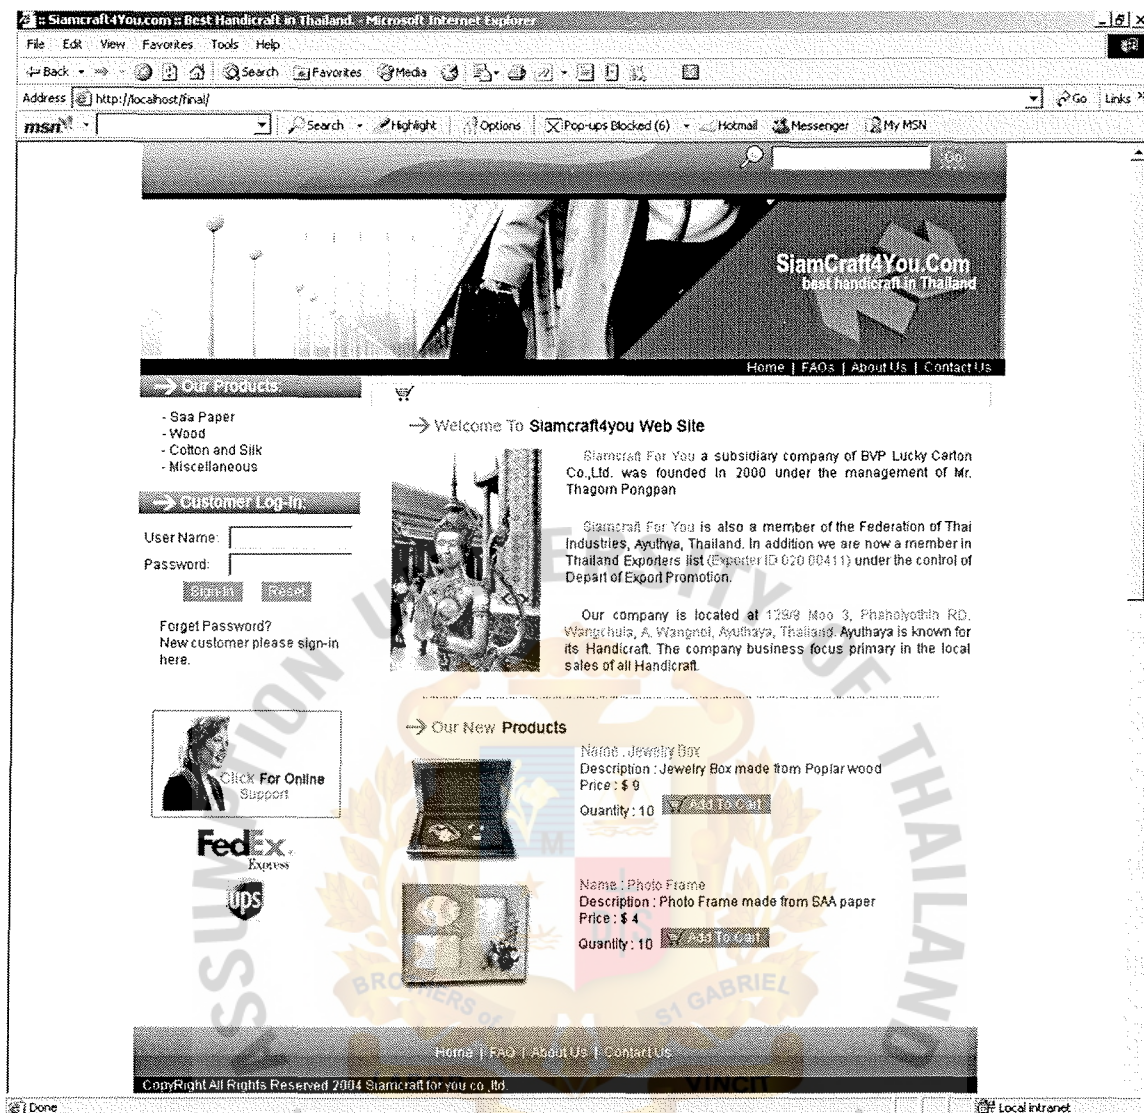 :: Siamcraft4You.com :: Best Handicraft in Thailand. - Microsoft Internet Explorer
File Edit View Favorites Tools Help
Back Search Favorites Media
Address http://localhost/final/ Go Links
msn Search Highlight Options Pop-ups Blocked (6) Hotmail Messenger My MSN
Go
SiamCraft4You.Com
best handicraft in Thailand
Home | FAQs | About Us | Contact Us
Our Products:
- Saa Paper
- Wood
- Cotton and Silk
- Miscellaneous
Customer Log-in:
User Name:
Password:
Sign-in Reset
Forget Password?
New customer please sign-in
here.
Click For Online
Support
FedEx
Express
ups
Welcome To Siamcraft4you Web Site
Siamcraft For You a subsidiary company of BVP Lucky Carton
Co.,Ltd. was founded in 2000 under the management of Mr.
Thagorn Pongpan
Siamcraft For You is also a member of the Federation of Thai
Industries, Ayuthya, Thailand. In addition we are now a member in
Thailand Exporters list (Exporter ID 020 00411) under the control of
Depart of Export Promotion.
Our company is located at 129/9 Moo 3, Phaholyothin RD,
Wangchula, A. Wangnoi, Ayuthaya, Thailand. Ayuthaya is known for
its Handicraft. The company business focus primary in the local
sales of all Handicraft.
Our New Products
Name : Jewelry Box
Description : Jewelry Box made from Poplar wood
Price : $ 9
Quantity : 10 Add To Cart
Name : Photo Frame
Description : Photo Frame made from SAA paper
Price : $ 4
Quantity : 10 Add To Cart
Home | FAQ | About Us | Contact Us
CopyRight All Rights Reserved 2004 Siamcraft for you co.,ltd.
Done Local intranet
ASSUMPTION UNIVERSITY OF THAILAND
BROTHERS of St GABRIEL
VINCIT